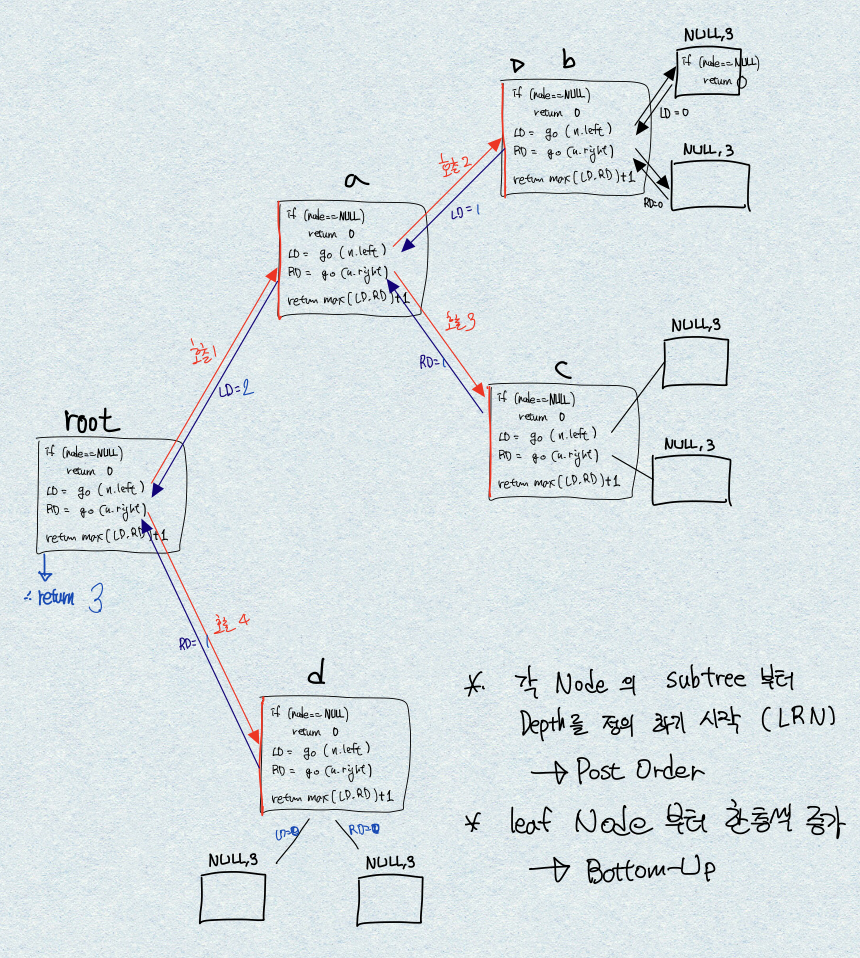 NULL,3
if (node==NULL)
return 0
LD=0
NULL, 3
RD=0
b
if (node==NULL)
return 0
LD= go (n.left)
RD= go (n.right)
return max(LD.RD)+1
호출2
LD=1
a
if (node==NULL)
return 0
LD= go (n.left)
RD= go (n.right)
return max(LD.RD)+1
호출3
RD=1
NULL,3
c
if (node==NULL)
return 0
LD= go (n.left)
RD= go (n.right)
return max(LD.RD)+1
NULL, 3
호출1
LD=2
root
if (node==NULL)
return 0
LD= go (n.left)
RD= go (n.right)
return max(LD.RD)+1
∴ return 3
호출4
RD=1
d
if (node==NULL)
return 0
LD= go (n.left)
RD= go (n.right)
return max(LD.RD)+1
LD=0
RD=0
NULL,3
NULL,3
*. 각 Node 의 subtree 부터
Depth를 정의 하기 시작 (LRN)
→ Post Order
* leaf Node 부터 한층씩 증가
→ Bottom-Up